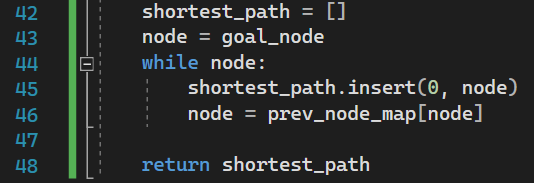 42 shortest_path = []
43 node = goal_node
44 while node:
45 shortest_path.insert(0, node)
46 node = prev_node_map[node]
47
48 return shortest_path